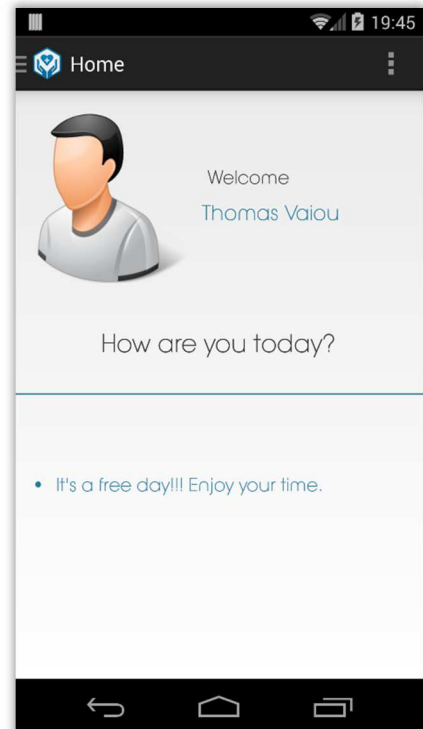 19:45
Home
Welcome
Thomas Vaiou
How are you today?
• It's a free day!!! Enjoy your time.